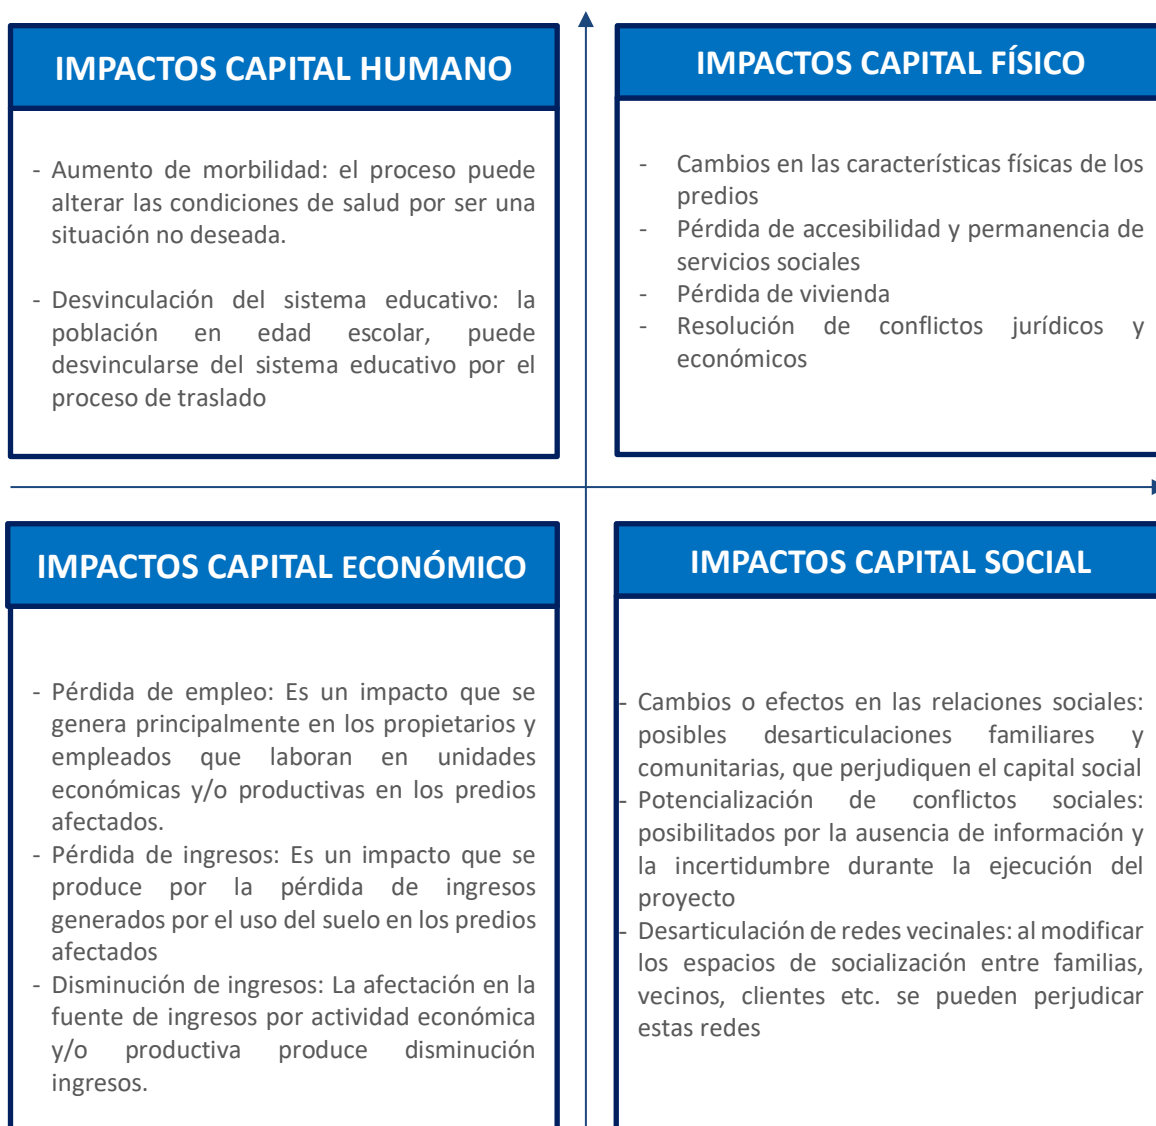 IMPACTOS CAPITAL HUMANO
- Aumento de morbilidad: el proceso puede
alterar las condiciones de salud por ser una
situación no deseada.
- Desvinculación del sistema educativo: la
población en edad escolar, puede
desvincularse del sistema educativo por el
proceso de traslado
IMPACTOS CAPITAL FÍSICO
- Cambios en las características físicas de los
predios
- Pérdida de accesibilidad y permanencia de
servicios sociales
- Pérdida de vivienda
- Resolución de conflictos jurídicos y
económicos
IMPACTOS CAPITAL ECONÓMICO
- Pérdida de empleo: Es un impacto que se
genera principalmente en los propietarios y
empleados que laboran en unidades
económicas y/o productivas en los predios
afectados.
- Pérdida de ingresos: Es un impacto que se
produce por la pérdida de ingresos
generados por el uso del suelo en los predios
afectados
- Disminución de ingresos: La afectación en la
fuente de ingresos por actividad económica
y/o productiva produce disminución
ingresos.
IMPACTOS CAPITAL SOCIAL
- Cambios o efectos en las relaciones sociales:
posibles desarticulaciones familiares y
comunitarias, que perjudiquen el capital social
- Potencialización de conflictos sociales:
posibilitados por la ausencia de información y
la incertidumbre durante la ejecución del
proyecto
- Desarticulación de redes vecinales: al modificar
los espacios de socialización entre familias,
vecinos, clientes etc. se pueden perjudicar
estas redes